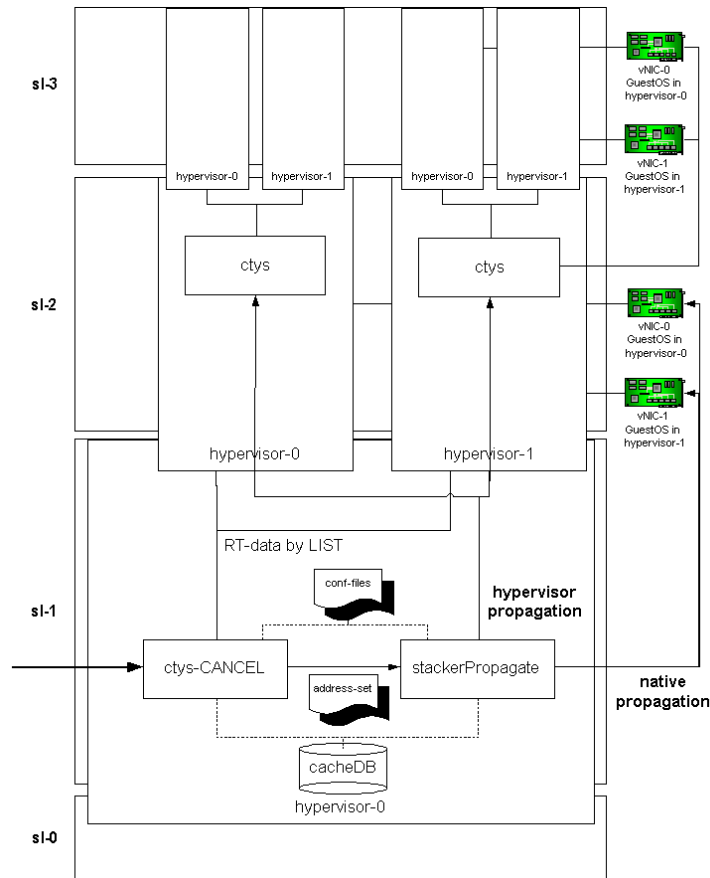 sl-3
vNIC-0
GuestOS in
hypervisor-0
vNIC-1
GuestOS in
hypervisor-1
hypervisor-0
hypervisor-1
hypervisor-0
hypervisor-1
ctys
ctys
sl-2
vNIC-0
GuestOS in
hypervisor-0
vNIC-1
GuestOS in
hypervisor-1
hypervisor-0
hypervisor-1
RT-data by LIST
conf-files
hypervisor
propagation
sl-1
ctys-CANCEL
stackerPropagate
address-set
native
propagation
cacheDB
hypervisor-0
sl-0